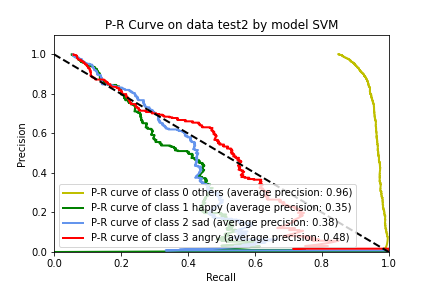 P-R Curve on data test2 by model SVM
1.0
0.8
0.6
0.4
0.2
0.0
Precision
P-R curve of class 0 others (average precision: 0.96)
P-R curve of class 1 happy (average precision: 0.35)
P-R curve of class 2 sad (average precision: 0.38)
P-R curve of class 3 angry (average precision: 0.48)
0.0 0.2 0.4 0.6 0.8 1.0
Recall